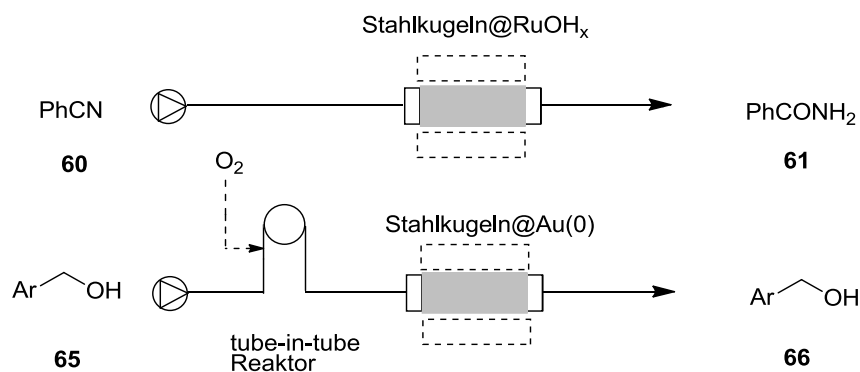 Stahlkugeln@RuOHₓ
PhCN
PhCONH₂
60
61
O₂
Stahlkugeln@Au(0)
Ar OH
Ar OH
tube-in-tube
Reaktor
65
66